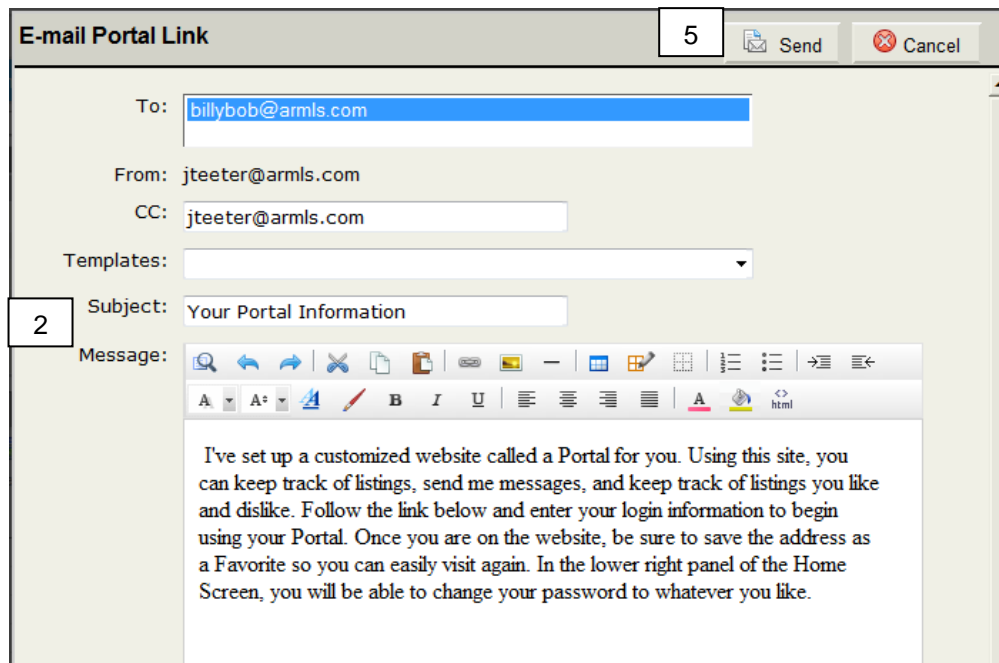 E-mail Portal Link
5
Send
Cancel
To: billybob@armls.com
From: jteeter@armls.com
CC: jteeter@armls.com
Templates:
2
Subject: Your Portal Information
Message:
A A B I U A html
I've set up a customized website called a Portal for you. Using this site, you
can keep track of listings, send me messages, and keep track of listings you like
and dislike. Follow the link below and enter your login information to begin
using your Portal. Once you are on the website, be sure to save the address as
a Favorite so you can easily visit again. In the lower right panel of the Home
Screen, you will be able to change your password to whatever you like.